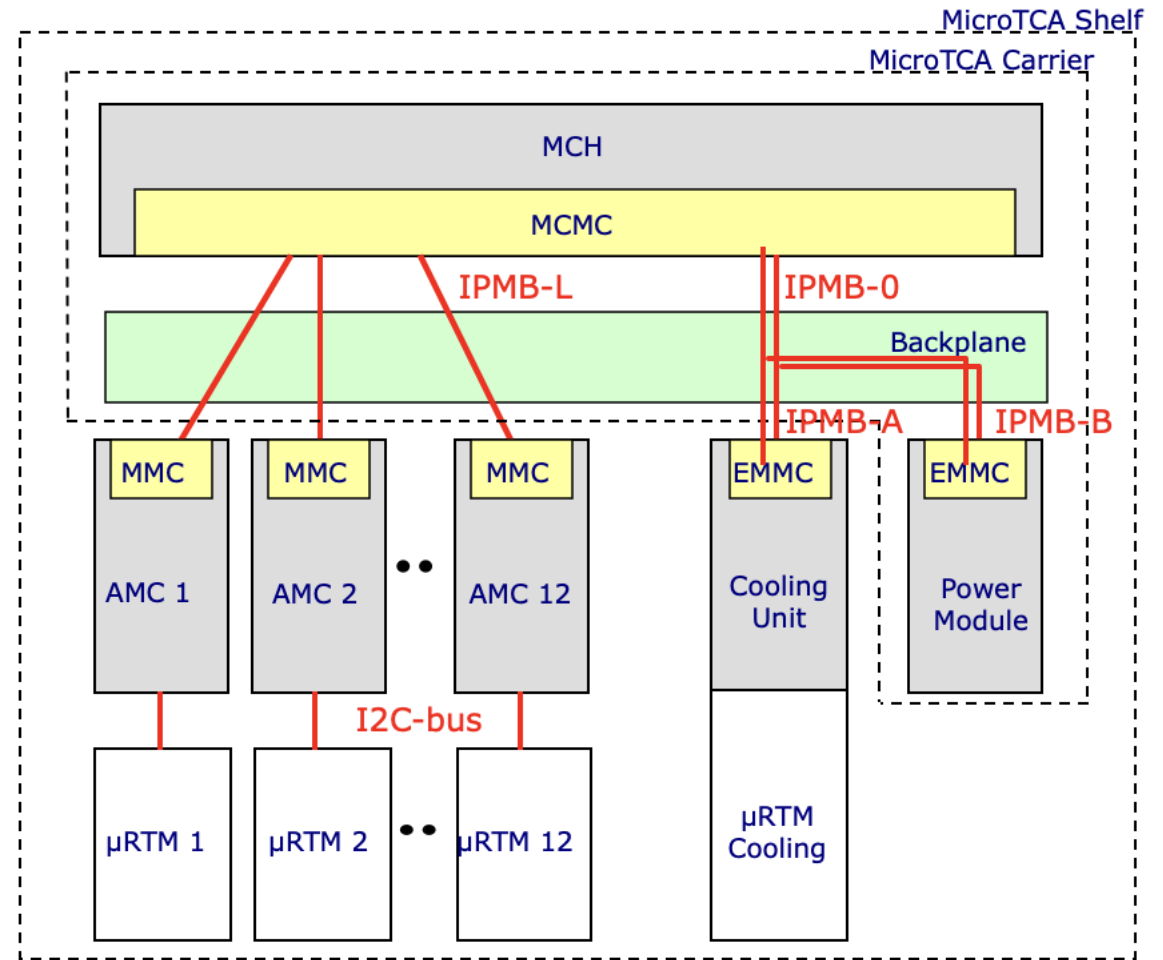 MicroTCA Shelf
MicroTCA Carrier
MCH
MCMC
IPMB-L
IPMB-0
Backplane
IPMB-A
IPMB-B
MMC
MMC
MMC
EMMC
EMMC
AMC 1
AMC 2
AMC 12
Cooling
Unit
Power
Module
I2C-bus
µRTM 1
µRTM 2
µRTM 12
µRTM
Cooling